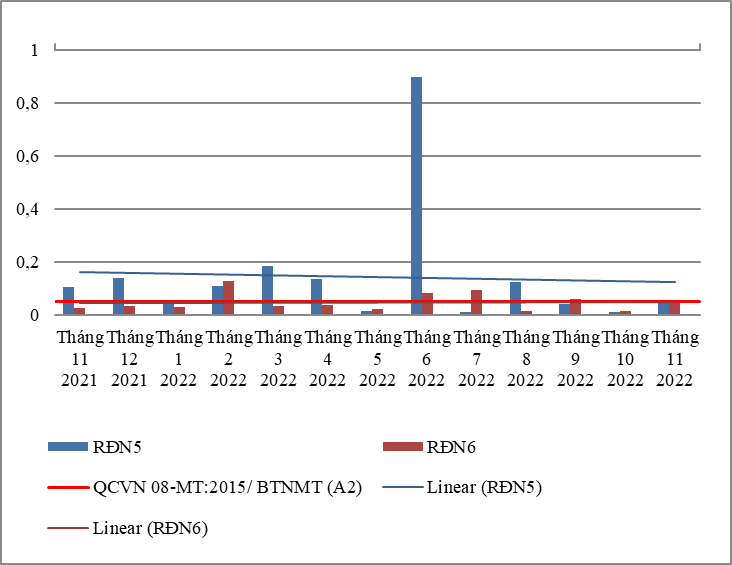 1
0,8
0,6
0,4
0,2
0
Tháng Tháng Tháng Tháng Tháng Tháng Tháng Tháng Tháng Tháng Tháng Tháng Tháng
11 12 1 2 3 4 5 6 7 8 9 10 11
2021 2021 2022 2022 2022 2022 2022 2022 2022 2022 2022 2022 2022
RĐN5 RĐN6
QCVN 08-MT:2015/ BTNMT (A2) Linear (RĐN5)
Linear (RĐN6)